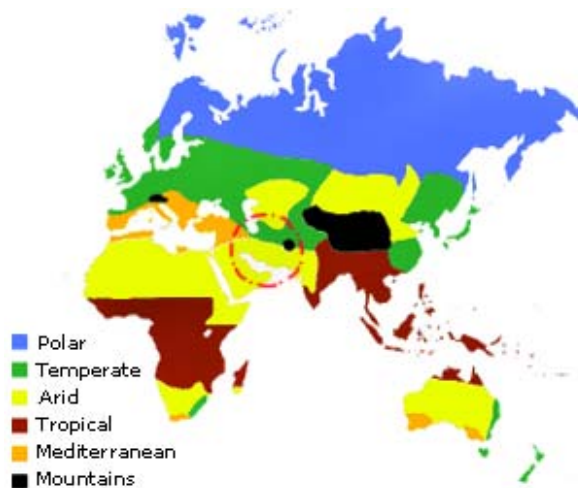 Polar
Temperate
Arid
Tropical
Mediterranean
Mountains